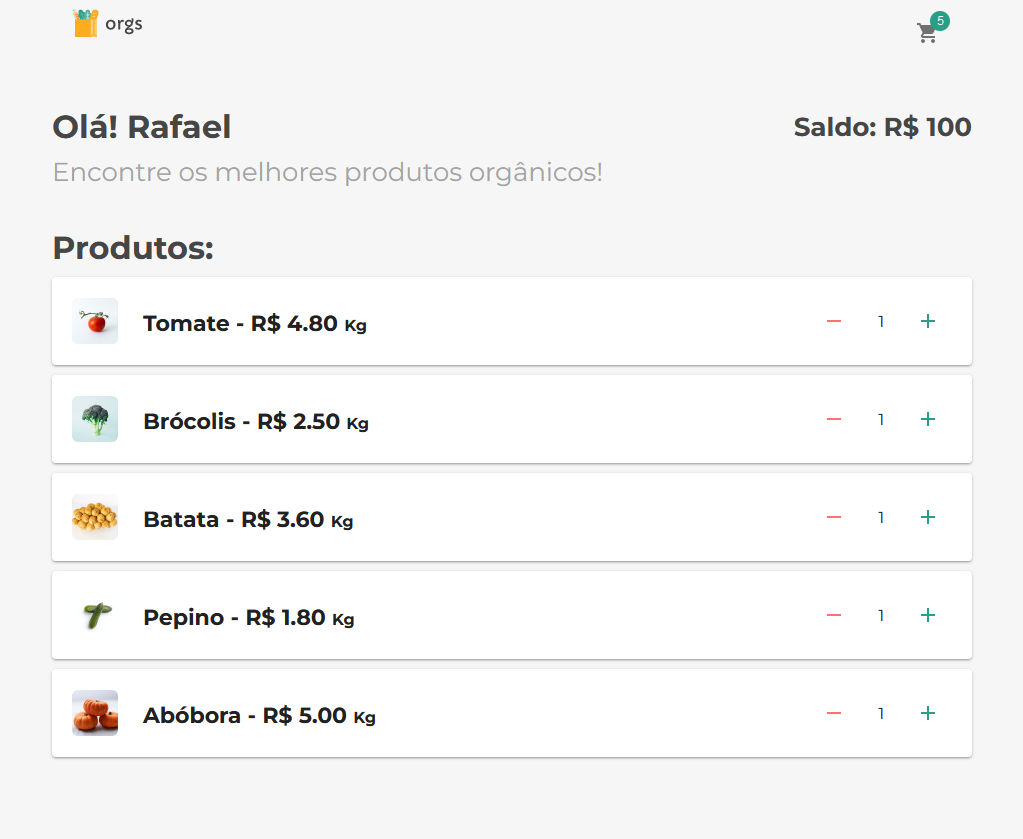 orgs
5
Olá! Rafael
Saldo: R$ 100
Encontre os melhores produtos orgânicos!
Produtos:
Tomate - R$ 4.80 Kg
1
Brócolis - R$ 2.50 Kg
1
Batata - R$ 3.60 Kg
1
Pepino - R$ 1.80 Kg
1
Abóbora - R$ 5.00 Kg
1